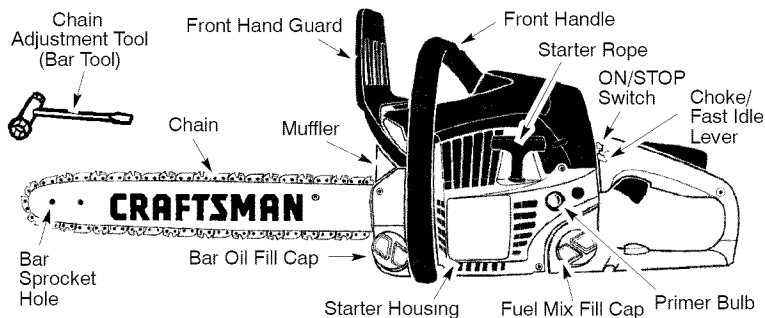 Chain
Adjustment Tool
(Bar Tool)
Front Hand Guard
Front Handle
Starter Rope
ON/STOP
Switch
Choke/
Fast Idle
Lever
Chain
Muffler
CRAFTSMAN®
Bar
Sprocket
Hole
Bar Oil Fill Cap
Starter Housing
Fuel Mix Fill Cap
Primer Bulb